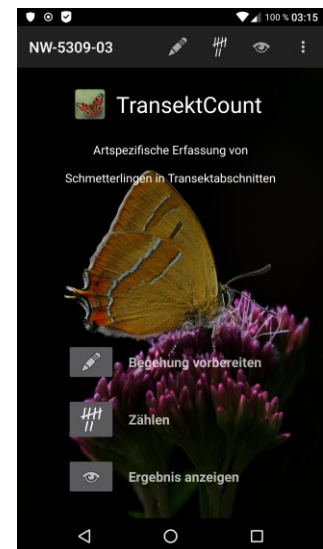 100 % 03:15
NW-5309-03
TransektCount
Artspezifische Erfassung von
Schmetterlingen in Transektabschnitten
Begehung vorbereiten
Zählen
Ergebnis anzeigen